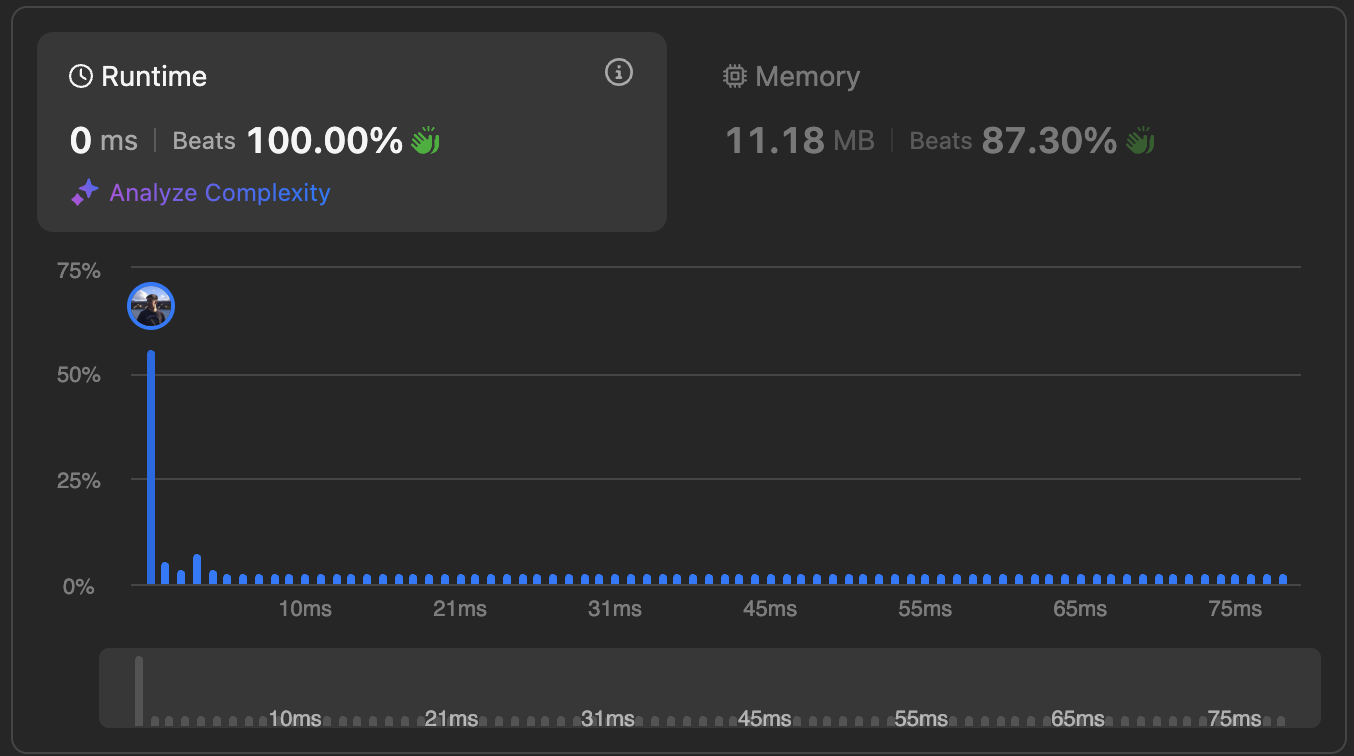 Runtime
0 ms | Beats 100.00%
Analyze Complexity
Memory
11.18 MB | Beats 87.30%
75%
50%
25%
0%
10ms 21ms 31ms 45ms 55ms 65ms 75ms
10ms 21ms 31ms 45ms 55ms 65ms 75ms